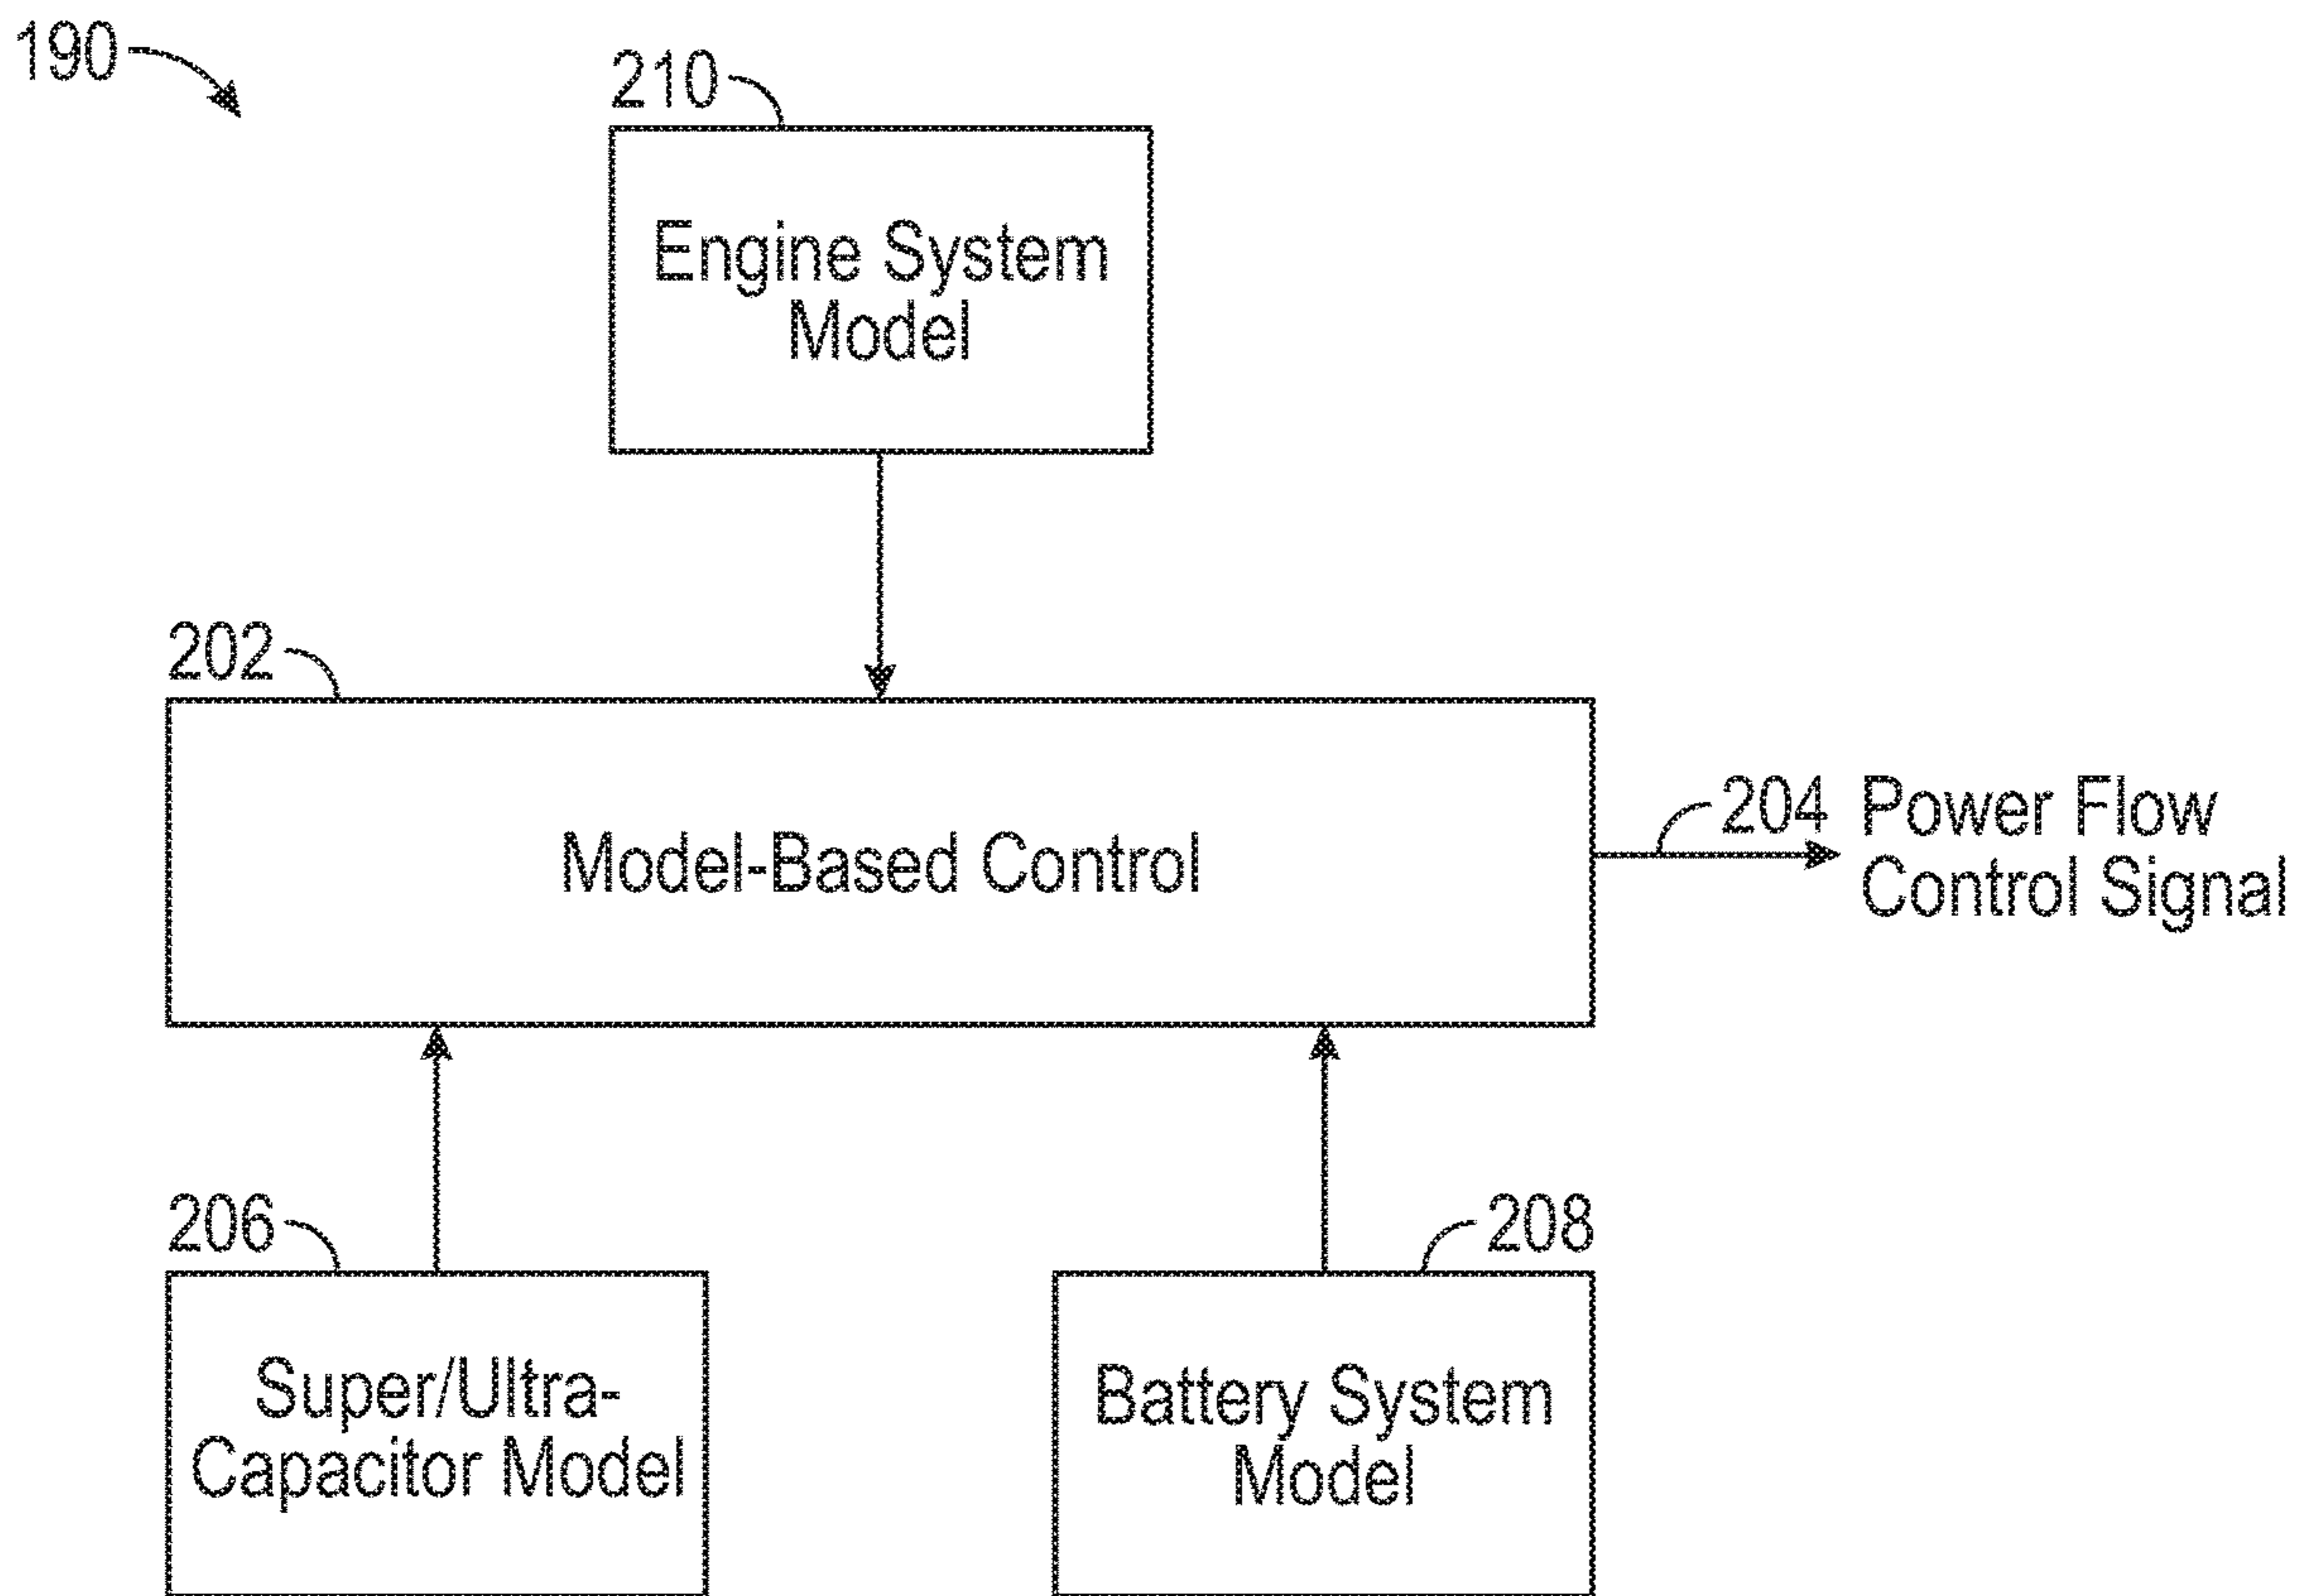 190
210
Engine System
Model
202
Model-Based Control
204 Power Flow
Control Signal
206
Super/Ultra-
Capacitor Model
208
Battery System
Model